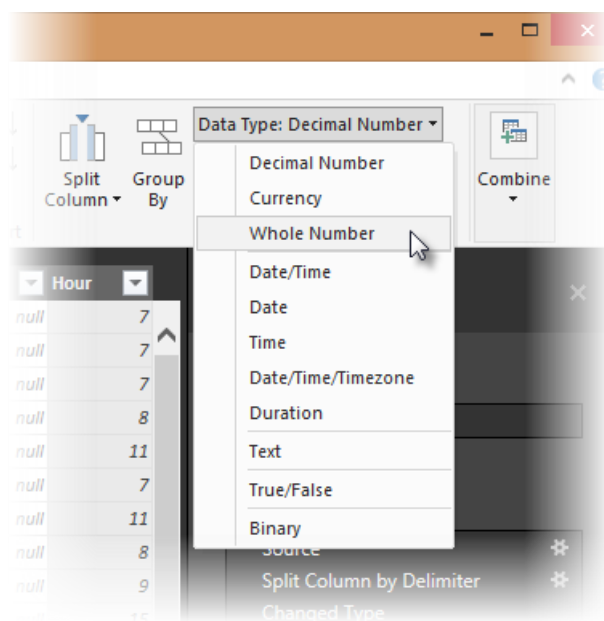 Data Type: Decimal Number
Split
Column
Group
By
Combine
Decimal Number
Currency
Whole Number
Date/Time
Date
Time
Date/Time/Timezone
Duration
Text
True/False
Binary
Hour
null 7
null 7
null 7
null 8
null 11
null 7
null 11
null 8
null 9
15
Source
Split Column by Delimiter
Changed Type